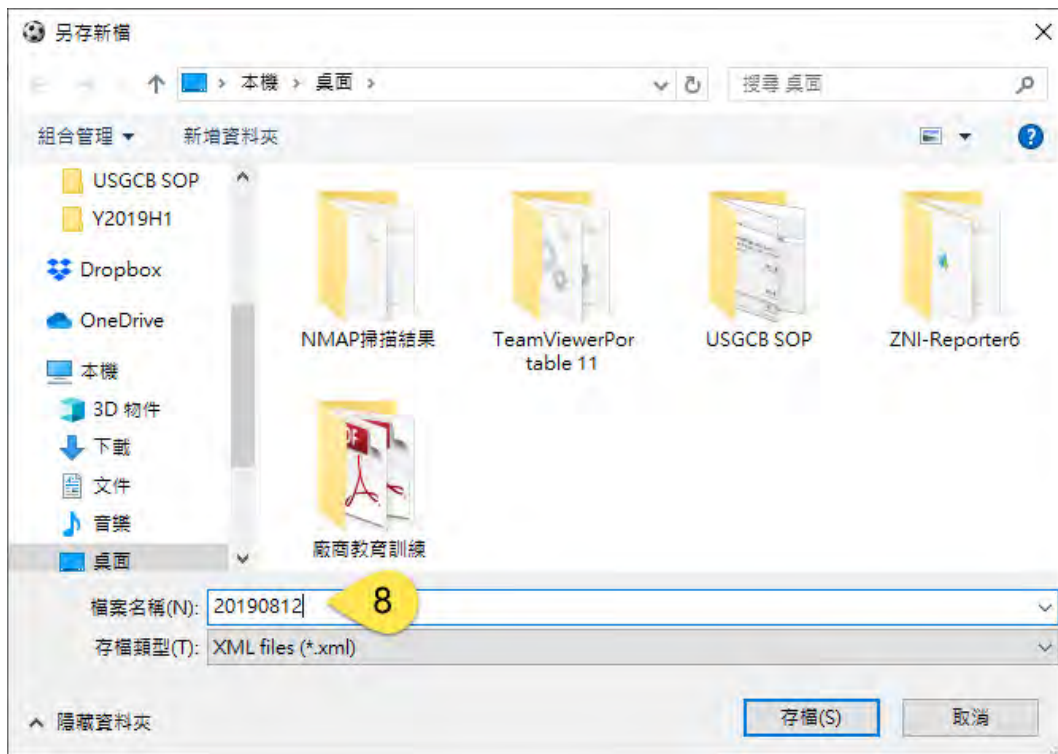 另存新檔
本機 › 桌面 ›
搜尋 桌面
組合管理
新增資料夾
USGCB SOP
Y2019H1
Dropbox
OneDrive
本機
3D 物件
下載
文件
音樂
桌面
NMAP掃描結果
TeamViewerPor
table 11
USGCB SOP
ZNI-Reporter6
廠商教育訓練
檔案名稱(N): 20190812
8
存檔類型(T): XML files (*.xml)
隱藏資料夾
存檔(S)
取消